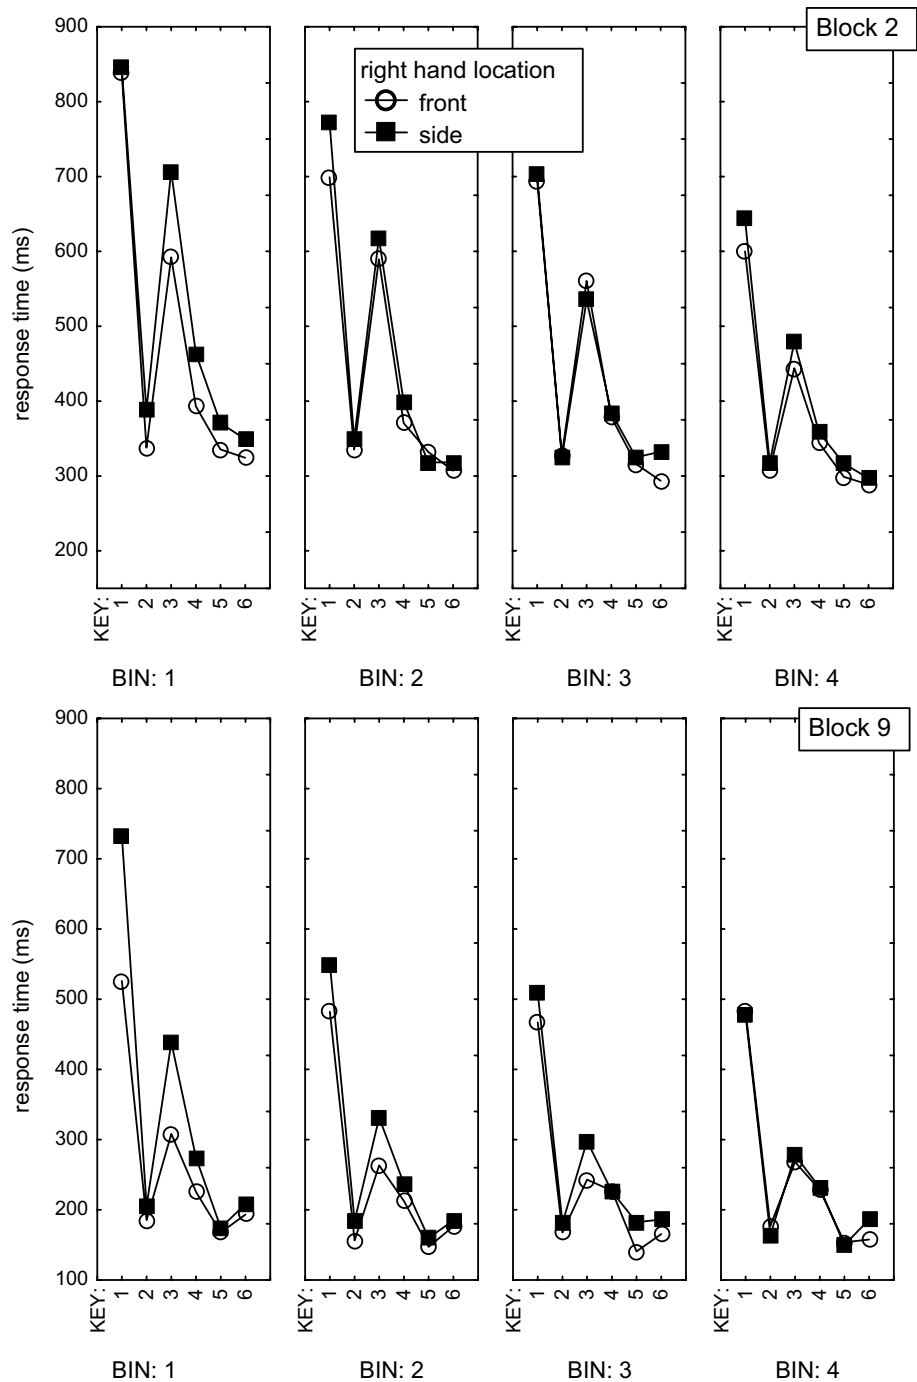 Block 2
900
800
700
600
500
400
300
200
response time (ms)
right hand location
front
side
KEY: 1 2 3 4 5 6
KEY: 1 2 3 4 5 6
KEY: 1 2 3 4 5 6
KEY: 1 2 3 4 5 6
BIN: 1
BIN: 2
BIN: 3
BIN: 4
Block 9
900
800
700
600
500
400
300
200
100
response time (ms)
KEY: 1 2 3 4 5 6
KEY: 1 2 3 4 5 6
KEY: 1 2 3 4 5 6
KEY: 1 2 3 4 5 6
BIN: 1
BIN: 2
BIN: 3
BIN: 4